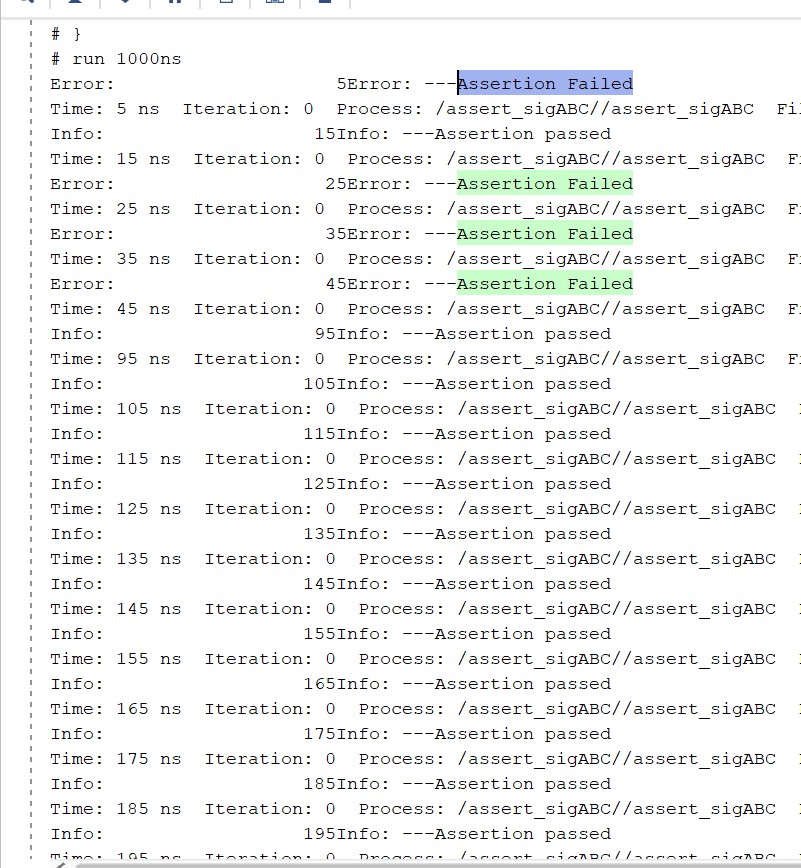 # }
# run 1000ns
Error:                    5Error: ---Assertion Failed
Time: 5 ns  Iteration: 0  Process: /assert_sigABC//assert_sigABC  Fil
Info:                   15Info: ---Assertion passed
Time: 15 ns  Iteration: 0  Process: /assert_sigABC//assert_sigABC  Fi
Error:                   25Error: ---Assertion Failed
Time: 25 ns  Iteration: 0  Process: /assert_sigABC//assert_sigABC  Fi
Error:                   35Error: ---Assertion Failed
Time: 35 ns  Iteration: 0  Process: /assert_sigABC//assert_sigABC  Fi
Error:                   45Error: ---Assertion Failed
Time: 45 ns  Iteration: 0  Process: /assert_sigABC//assert_sigABC  Fi
Info:                   95Info: ---Assertion passed
Time: 95 ns  Iteration: 0  Process: /assert_sigABC//assert_sigABC  Fi
Info:                  105Info: ---Assertion passed
Time: 105 ns  Iteration: 0  Process: /assert_sigABC//assert_sigABC
Info:                  115Info: ---Assertion passed
Time: 115 ns  Iteration: 0  Process: /assert_sigABC//assert_sigABC
Info:                  125Info: ---Assertion passed
Time: 125 ns  Iteration: 0  Process: /assert_sigABC//assert_sigABC
Info:                  135Info: ---Assertion passed
Time: 135 ns  Iteration: 0  Process: /assert_sigABC//assert_sigABC
Info:                  145Info: ---Assertion passed
Time: 145 ns  Iteration: 0  Process: /assert_sigABC//assert_sigABC
Info:                  155Info: ---Assertion passed
Time: 155 ns  Iteration: 0  Process: /assert_sigABC//assert_sigABC
Info:                  165Info: ---Assertion passed
Time: 165 ns  Iteration: 0  Process: /assert_sigABC//assert_sigABC
Info:                  175Info: ---Assertion passed
Time: 175 ns  Iteration: 0  Process: /assert_sigABC//assert_sigABC
Info:                  185Info: ---Assertion passed
Time: 185 ns  Iteration: 0  Process: /assert_sigABC//assert_sigABC
Info:                  195Info: ---Assertion passed
Time: 195 ns  Iteration: 0  Process: /assert_sigABC//assert_sigABC